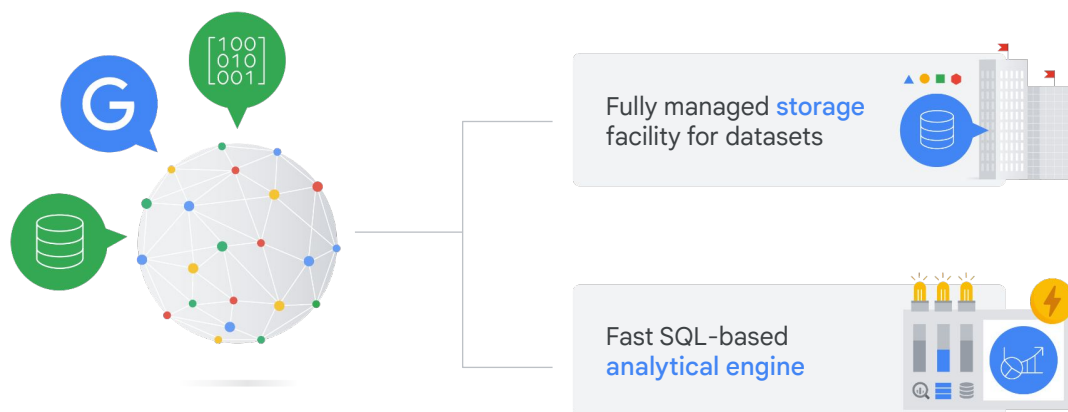 100
010
001
G
Fully managed storage
facility for datasets
Fast SQL-based
analytical engine